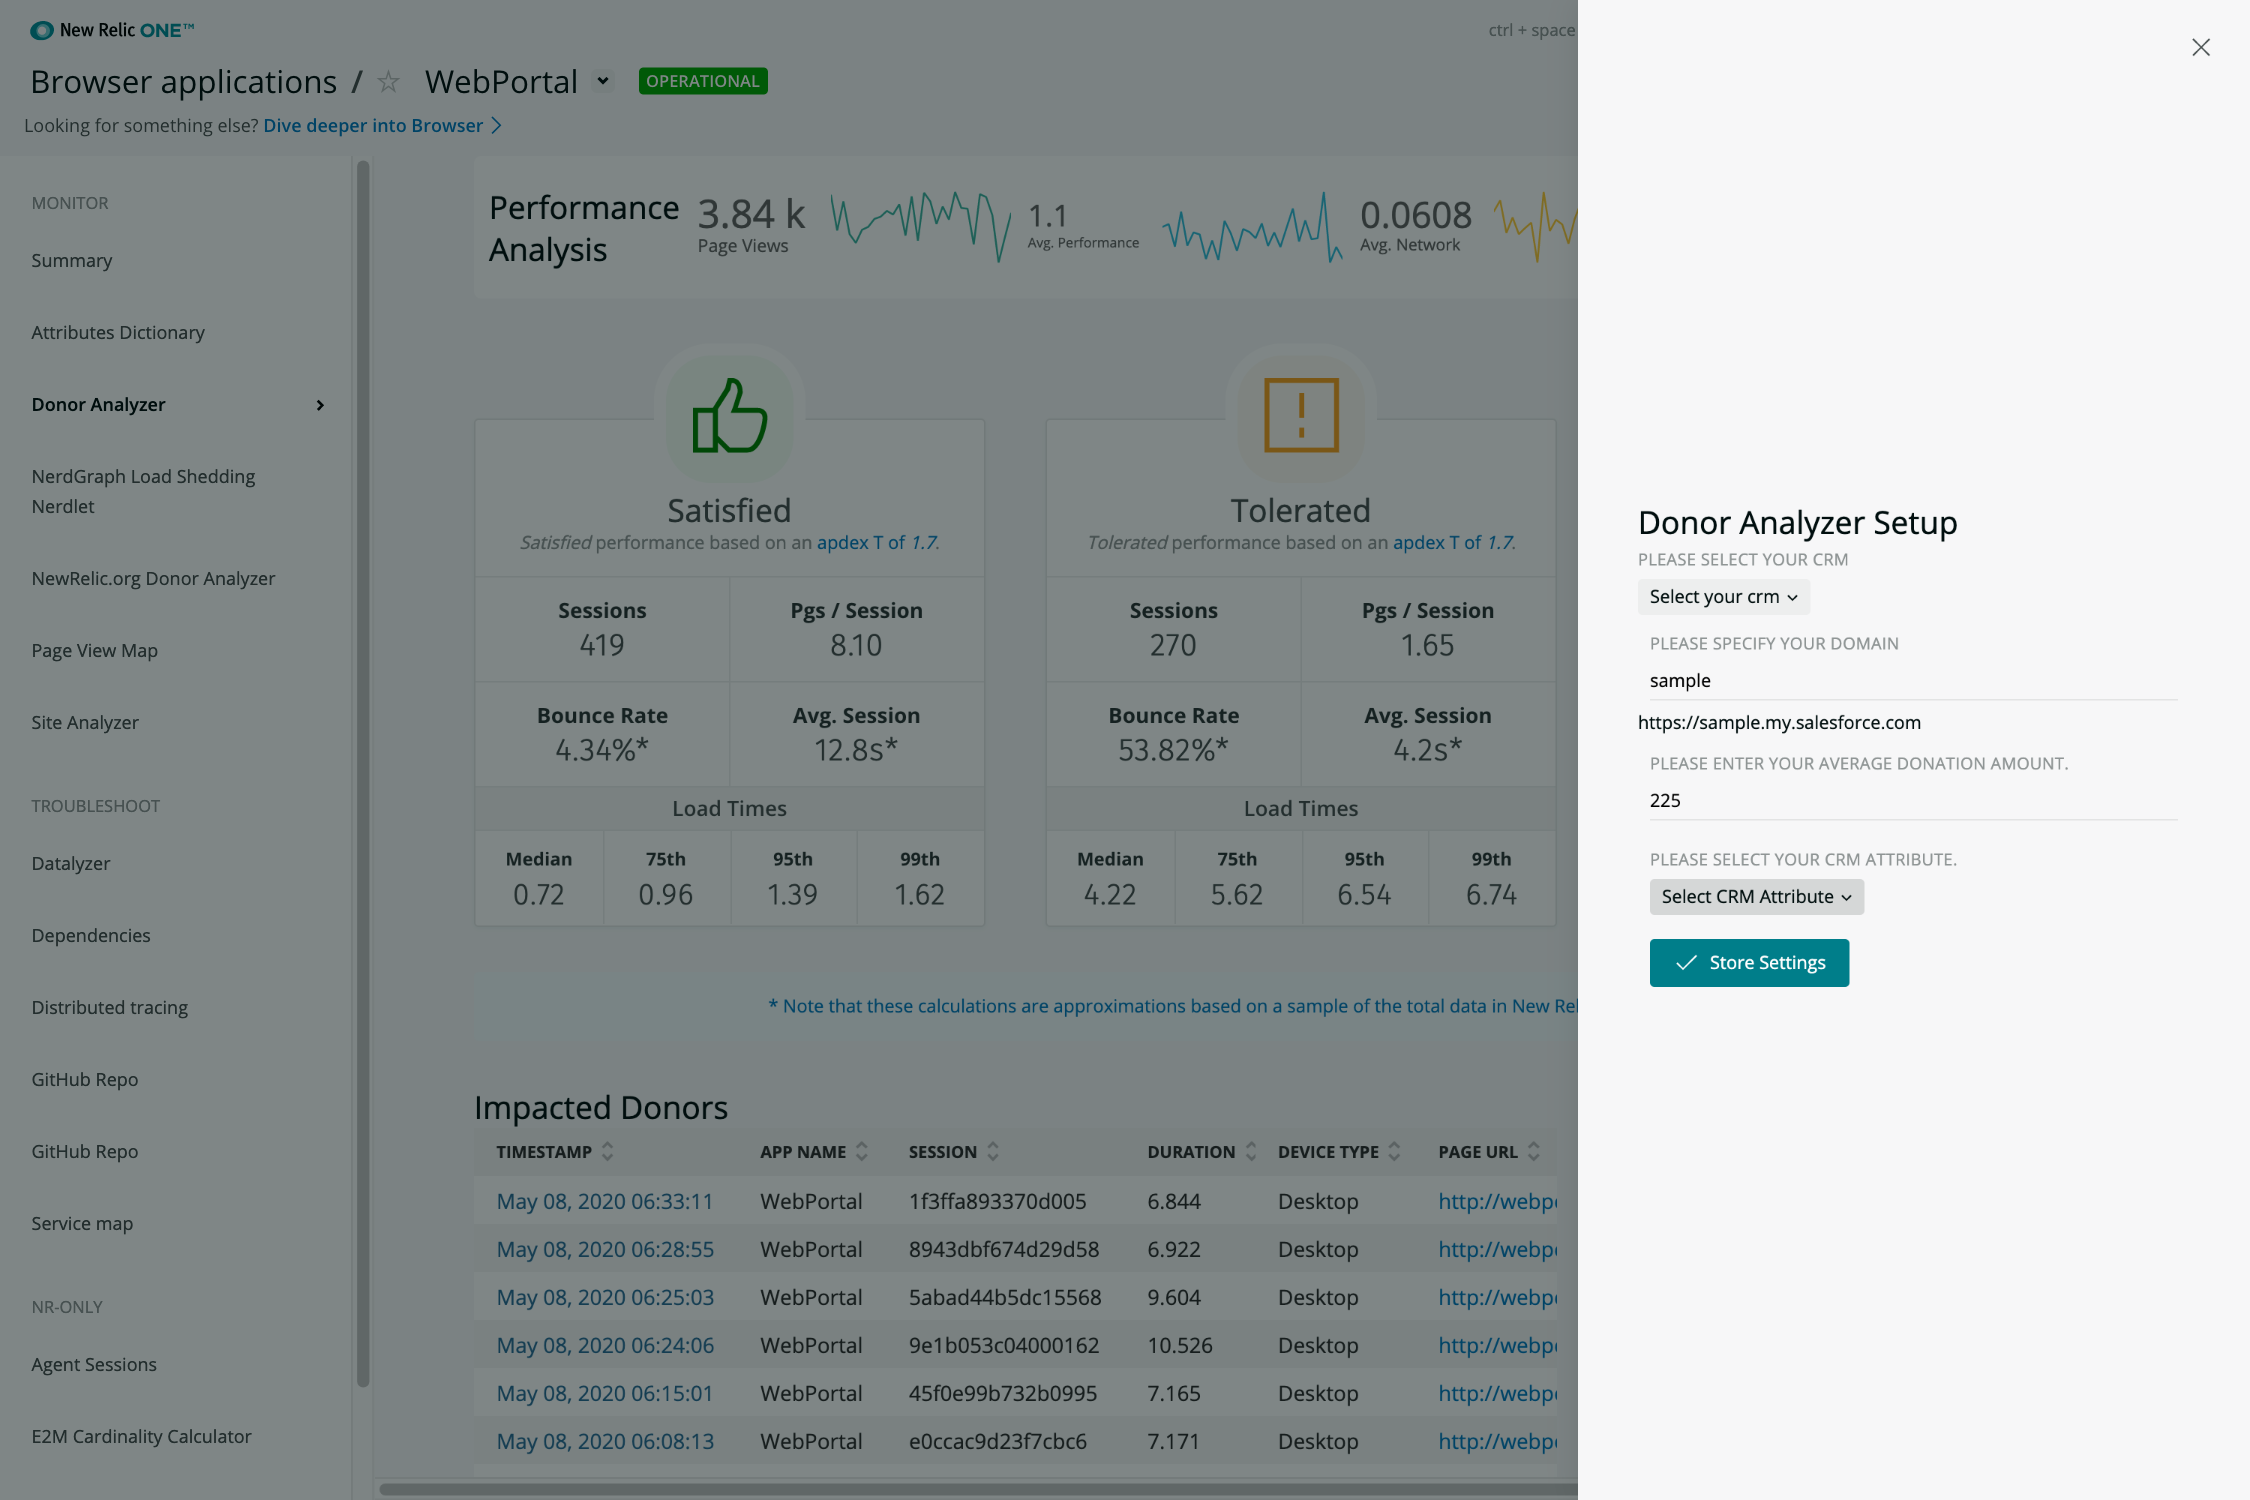 New Relic ONE™
ctrl + space
Browser applications / WebPortal OPERATIONAL
Looking for something else? Dive deeper into Browser
MONITOR
Summary
Attributes Dictionary
Donor Analyzer
NerdGraph Load Shedding
Nerdlet
NewRelic.org Donor Analyzer
Page View Map
Site Analyzer
TROUBLESHOOT
Datalyzer
Dependencies
Distributed tracing
GitHub Repo
GitHub Repo
Service map
NR-ONLY
Agent Sessions
E2M Cardinality Calculator
Performance
Analysis
3.84 k
Page Views
1.1
Avg. Performance
0.0608
Avg. Network
Satisfied
Satisfied performance based on an apdex T of 1.7.
Sessions
419
Pgs / Session
8.10
Bounce Rate
4.34%*
Avg. Session
12.8s*
Load Times
Median 75th 95th 99th
0.72 0.96 1.39 1.62
Tolerated
Tolerated performance based on an apdex T of 1.7.
Sessions
270
Pgs / Session
1.65
Bounce Rate
53.82%*
Avg. Session
4.2s*
Load Times
Median 75th 95th 99th
4.22 5.62 6.54 6.74
* Note that these calculations are approximations based on a sample of the total data in New Rel
Impacted Donors
TIMESTAMP APP NAME SESSION DURATION DEVICE TYPE PAGE URL
May 08, 2020 06:33:11 WebPortal 1f3ffa893370d005 6.844 Desktop http://webp
May 08, 2020 06:28:55 WebPortal 8943dbf674d29d58 6.922 Desktop http://webp
May 08, 2020 06:25:03 WebPortal 5abad44b5dc15568 9.604 Desktop http://webp
May 08, 2020 06:24:06 WebPortal 9e1b053c04000162 10.526 Desktop http://webp
May 08, 2020 06:15:01 WebPortal 45f0e99b732b0995 7.165 Desktop http://webp
May 08, 2020 06:08:13 WebPortal e0ccac9d23f7cbc6 7.171 Desktop http://webp
Donor Analyzer Setup
PLEASE SELECT YOUR CRM
Select your crm
PLEASE SPECIFY YOUR DOMAIN
sample
https://sample.my.salesforce.com
PLEASE ENTER YOUR AVERAGE DONATION AMOUNT.
225
PLEASE SELECT YOUR CRM ATTRIBUTE.
Select CRM Attribute
Store Settings